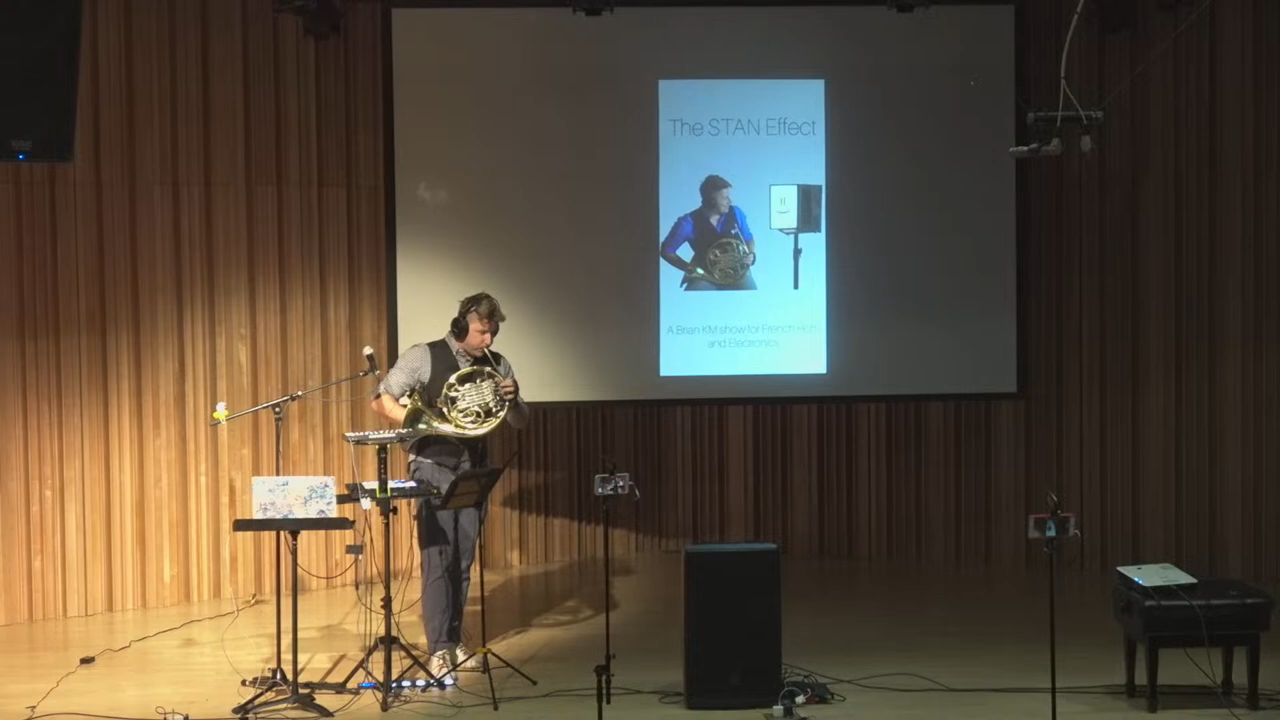 The STAN Effect
A Brian KM show for French Horn
and Electronics